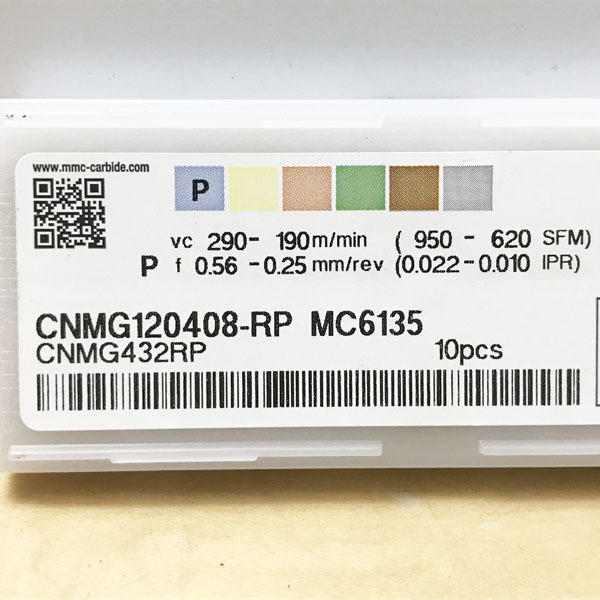 www.mmc-carbide.com
P
vc 290- 190m/min ( 950 - 620 SFM)
P f 0.56 -0.25 mm/rev (0.022-0.010 IPR)
CNMG120408-RP MC6135
CNMG432RP 10pcs